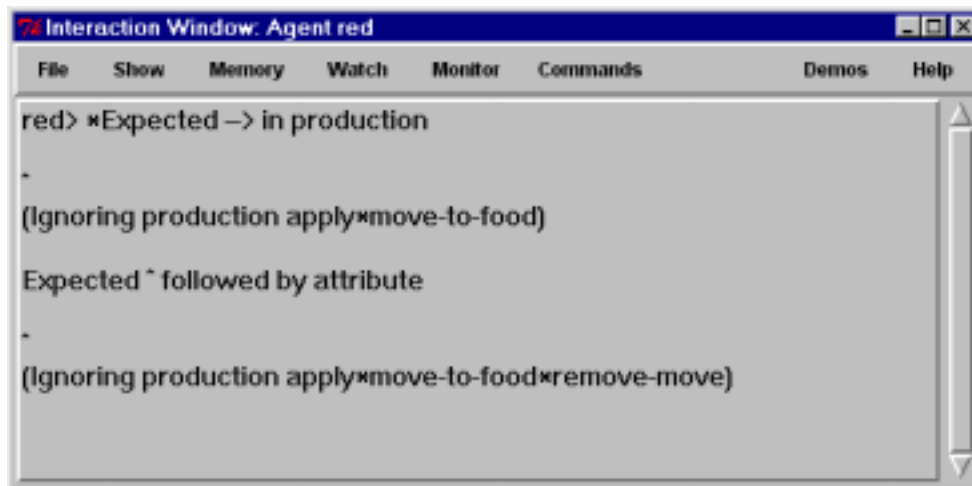 Interaction Window: Agent red
File Show Memory Watch Monitor Commands Demos Help
red> *Expected --> in production
-
(Ignoring production apply*move-to-food)
Expected ^ followed by attribute
-
(Ignoring production apply*move-to-food*remove-move)